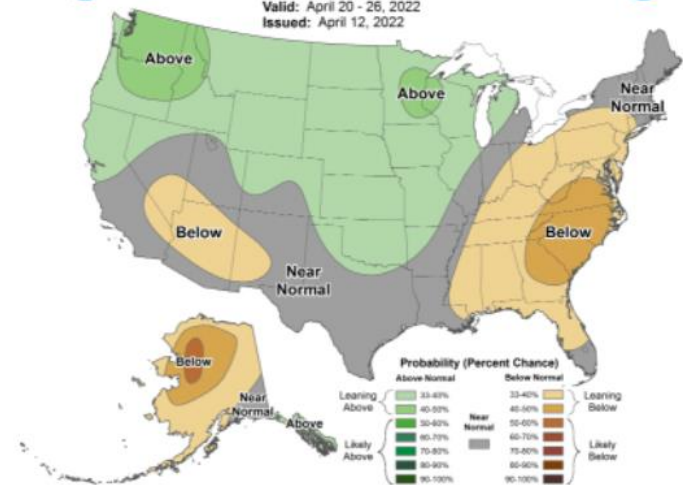 Valid: April 20 - 26, 2022
Issued: April 12, 2022
Above
Above
Near
Normal
Below
Below
Near
Normal
Below
Near
Normal
Above
Probability (Percent Chance)
Above Normal
Below Normal
Leaning
Above
33-40%
40-50%
Likely
Above
50-60%
60-70%
70-80%
80-90%
90-100%
Near
Normal
33-40%
40-50%
Leaning
Below
50-60%
60-70%
70-80%
80-90%
90-100%
Likely
Below